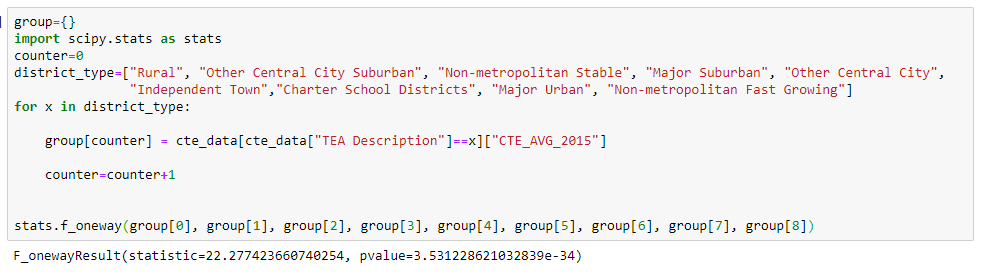 group={}
import scipy.stats as stats
counter=0
district_type=["Rural", "Other Central City Suburban", "Non-metropolitan Stable", "Major Suburban", "Other Central City",
"Independent Town","Charter School Districts", "Major Urban", "Non-metropolitan Fast Growing"]
for x in district_type:
group[counter] = cte_data[cte_data["TEA Description"]==x]["CTE_AVG_2015"]
counter=counter+1
stats.f_oneway(group[0], group[1], group[2], group[3], group[4], group[5], group[6], group[7], group[8])
F_onewayResult(statistic=22.277423660740254, pvalue=3.531228621032839e-34)